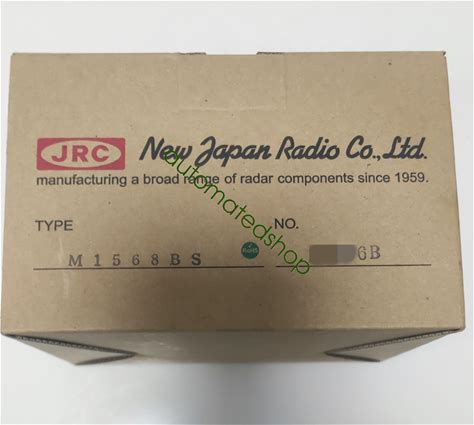 JRC New Japan Radio Co., Ltd.
manufacturing a broad range of radar components since 1959.
TYPE NO.
M1568BS RoHS 6B
automatedshop